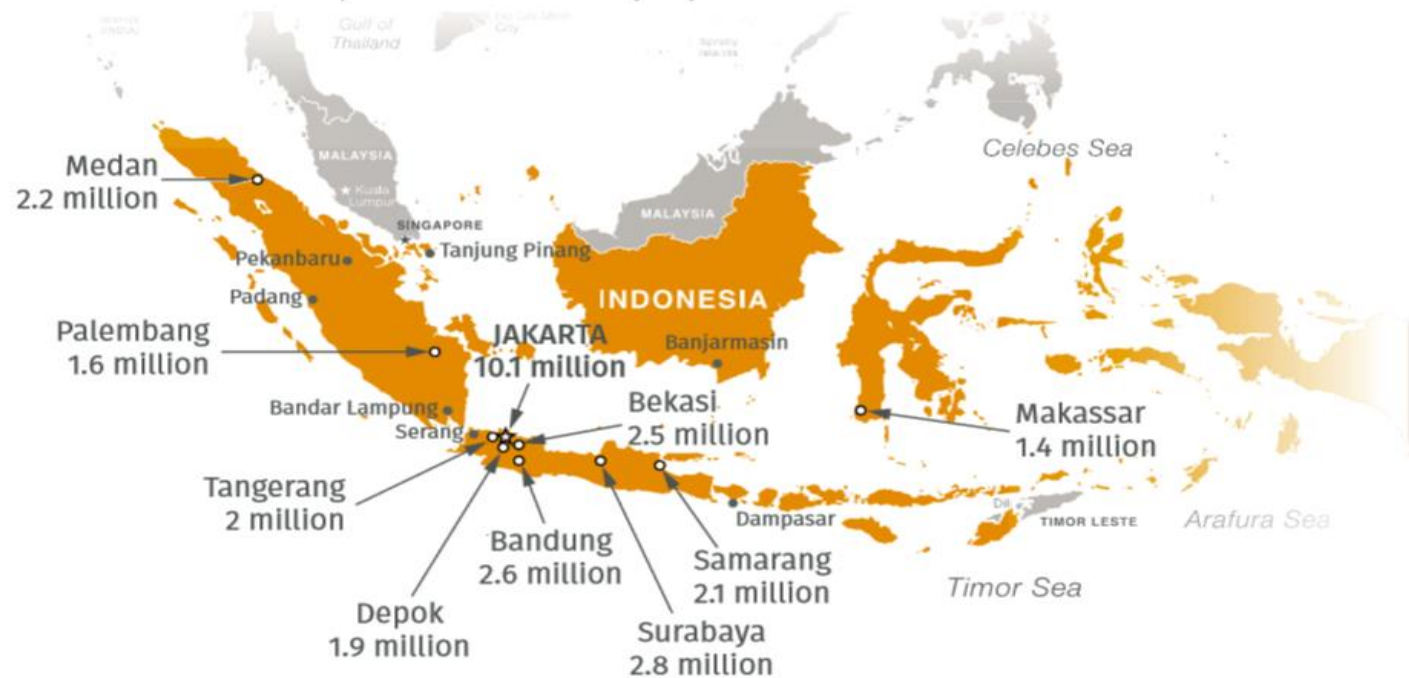 Gulf of
Thailand
City
MALAYSIA
Kuala
Lumpur
SINGAPORE
Medan
2.2 million
Pekanbaru
Tanjung Pinang
Padang
MALAYSIA
Celebes Sea
INDONESIA
Palembang
1.6 million
JAKARTA
10.1 million
Banjarmasin
Bandar Lampung
Serang
Bekasi
2.5 million
Makassar
1.4 million
Tangerang
2 million
Dampasar
Dili
TIMOR LESTE
Arafura Sea
Bandung
2.6 million
Samarang
2.1 million
Timor Sea
Depok
1.9 million
Surabaya
2.8 million